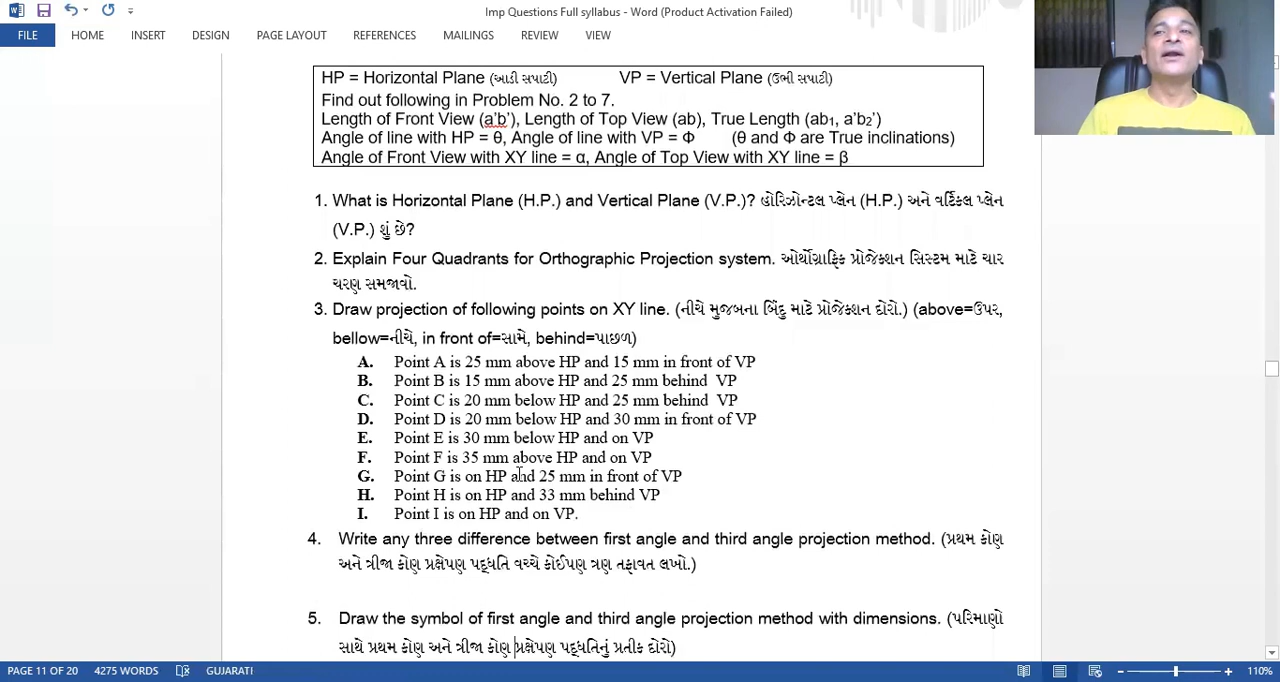 Imp Questions Full syllabus - Word (Product Activation Failed)
FILE HOME INSERT DESIGN PAGE LAYOUT REFERENCES MAILINGS REVIEW VIEW
HP = Horizontal Plane (આડી સપાટી) VP = Vertical Plane (ઉભી સપાટી)
Find out following in Problem No. 2 to 7.
Length of Front View (a'b'), Length of Top View (ab), True Length (ab1, a'b2')
Angle of line with HP = θ, Angle of line with VP = Φ (θ and Φ are True inclinations)
Angle of Front View with XY line = α, Angle of Top View with XY line = β
1. What is Horizontal Plane (H.P.) and Vertical Plane (V.P.)? હોરિઝોન્ટલ પ્લેન (H.P.) અને વર્ટિકલ પ્લેન
(V.P.) શું છે?
2. Explain Four Quadrants for Orthographic Projection system. ઓર્થોગ્રાફિક પ્રોજેક્શન સિસ્ટમ માટે ચાર
ચરણ સમજાવો.
3. Draw projection of following points on XY line. (નીચે મુજબના બિંદુ માટે પ્રોજેક્શન દોરો.) (above=ઉપર,
bellow=નીચે, in front of=સામે, behind=પાછળ)
A. Point A is 25 mm above HP and 15 mm in front of VP
B. Point B is 15 mm above HP and 25 mm behind VP
C. Point C is 20 mm below HP and 25 mm behind VP
D. Point D is 20 mm below HP and 30 mm in front of VP
E. Point E is 30 mm below HP and on VP
F. Point F is 35 mm above HP and on VP
G. Point G is on HP and 25 mm in front of VP
H. Point H is on HP and 33 mm behind VP
I. Point I is on HP and on VP.
4. Write any three difference between first angle and third angle projection method. (પ્રથમ કોણ
અને ત્રીજા કોણ પ્રક્ષેપણ પદ્ધતિ વચ્ચે કોઈપણ ત્રણ તફાવત લખો.)
5. Draw the symbol of first angle and third angle projection method with dimensions. (પરિમાણો
સાથે પ્રથમ કોણ અને ત્રીજા કોણ પ્રક્ષેપણ પદ્ધતિનું પ્રતીક દોરો)
PAGE 11 OF 20 4275 WORDS GUJARATI 110%